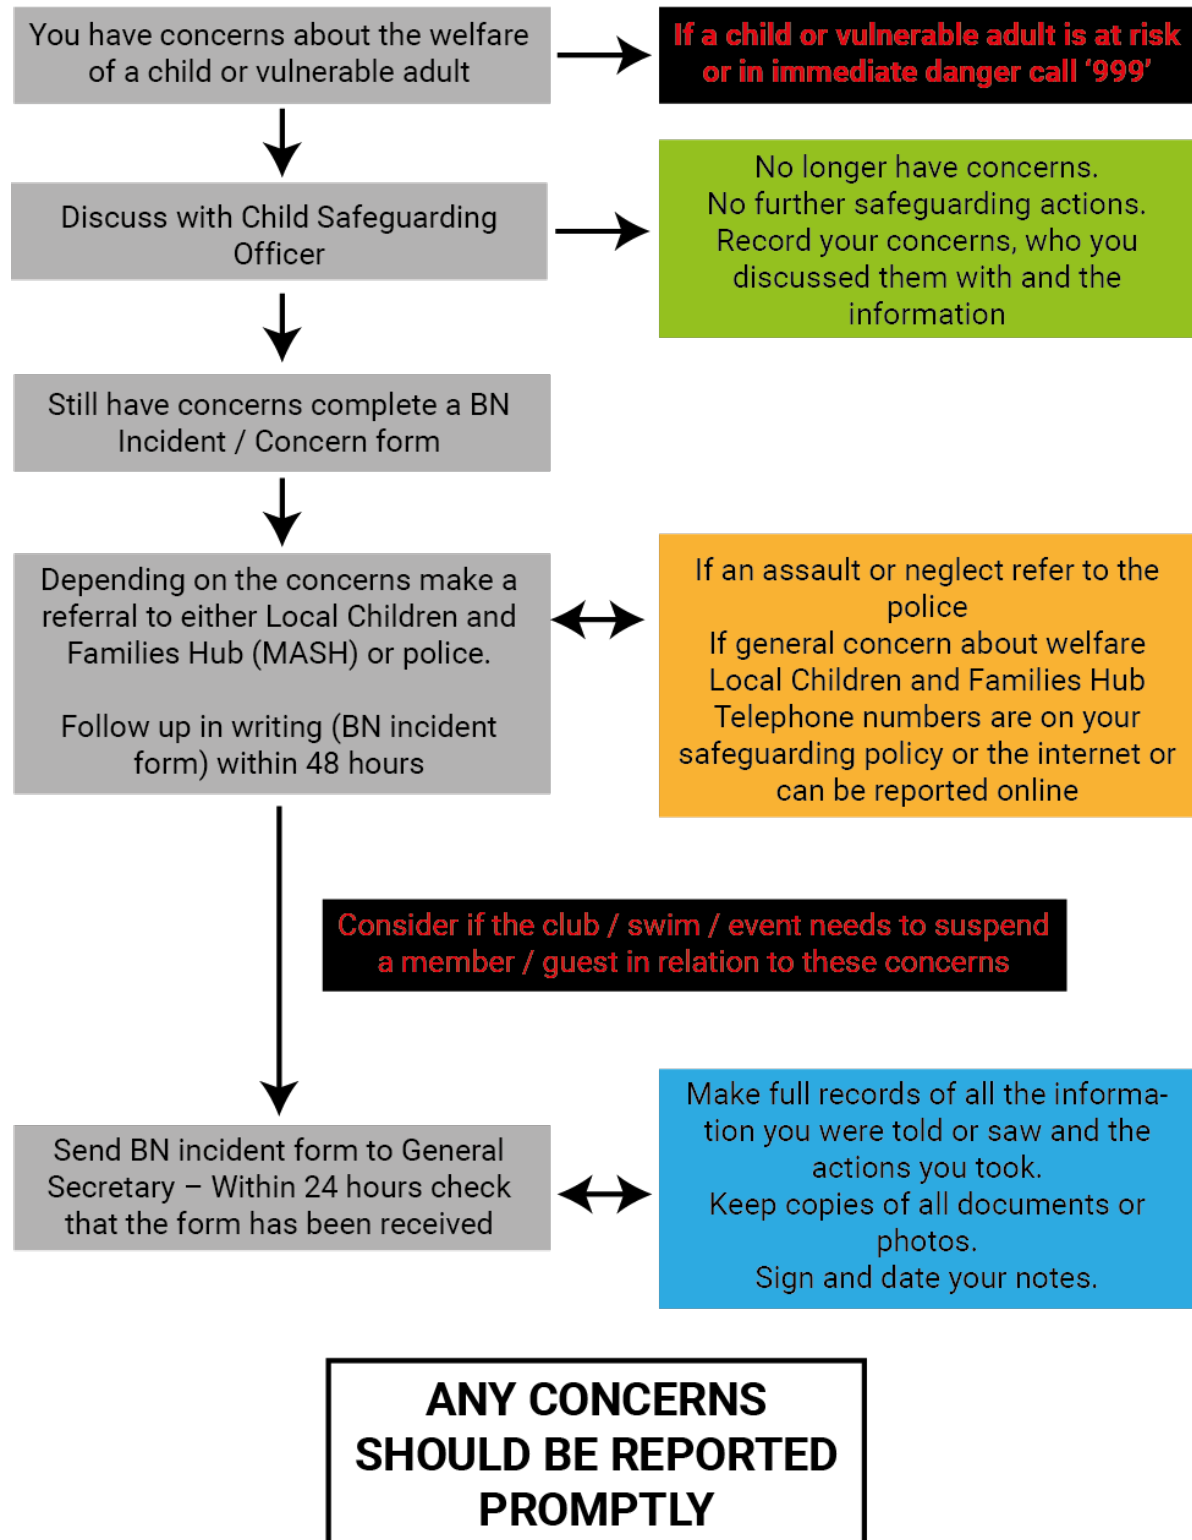 You have concerns about the welfare
of a child or vulnerable adult
If a child or vulnerable adult is at risk
or in immediate danger call ‘999’
Discuss with Child Safeguarding
Officer
No longer have concerns.
No further safeguarding actions.
Record your concerns, who you
discussed them with and the
information
Still have concerns complete a BN
Incident / Concern form
Depending on the concerns make a
referral to either Local Children and
Families Hub (MASH) or police.
Follow up in writing (BN incident
form) within 48 hours
If an assault or neglect refer to the
police
If general concern about welfare
Local Children and Families Hub
Telephone numbers are on your
safeguarding policy or the internet or
can be reported online
Consider if the club / swim / event needs to suspend
a member / guest in relation to these concerns
Send BN incident form to General
Secretary – Within 24 hours check
that the form has been received
Make full records of all the informa-
tion you were told or saw and the
actions you took.
Keep copies of all documents or
photos.
Sign and date your notes.
ANY CONCERNS
SHOULD BE REPORTED
PROMPTLY